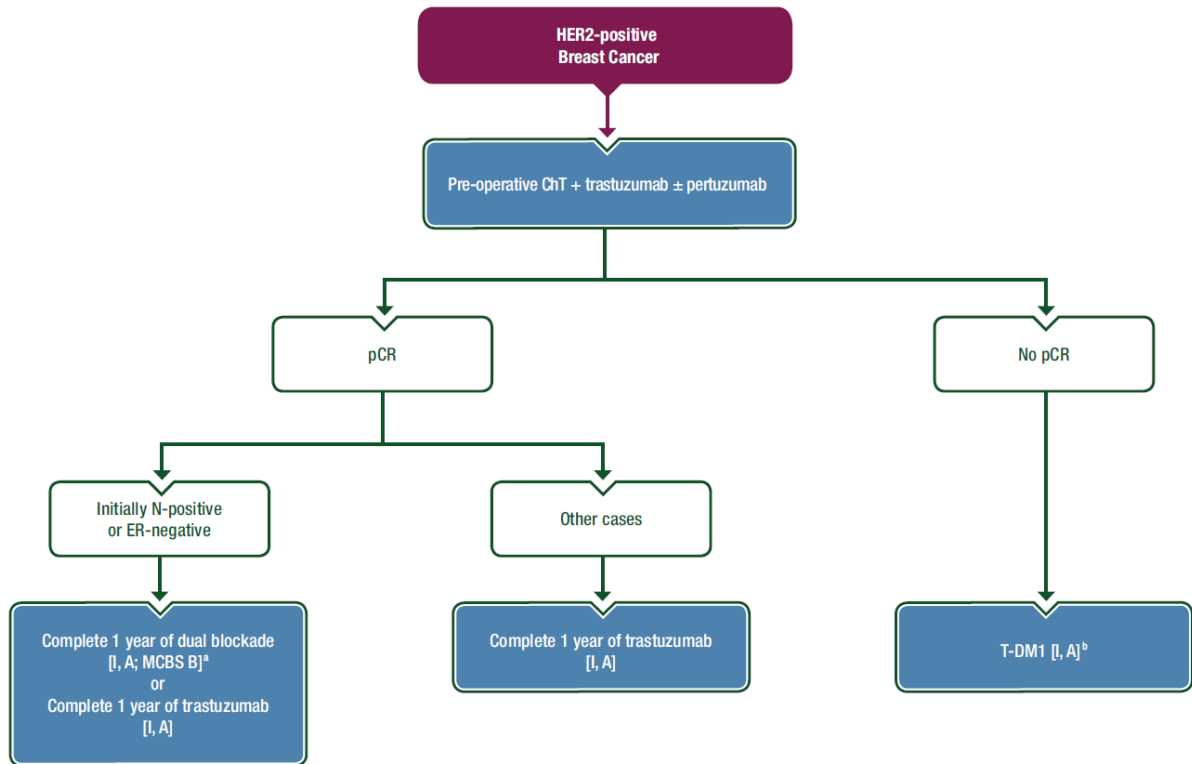 HER2-positive
Breast Cancer
Pre-operative ChT + trastuzumab ± pertuzumab
pCR
No pCR
Initially N-positive
or ER-negative
Other cases
Complete 1 year of dual blockade
[I, A; MCBS B]a
or
Complete 1 year of trastuzumab
[I, A]
Complete 1 year of trastuzumab
[I, A]
T-DM1 [I, A]b